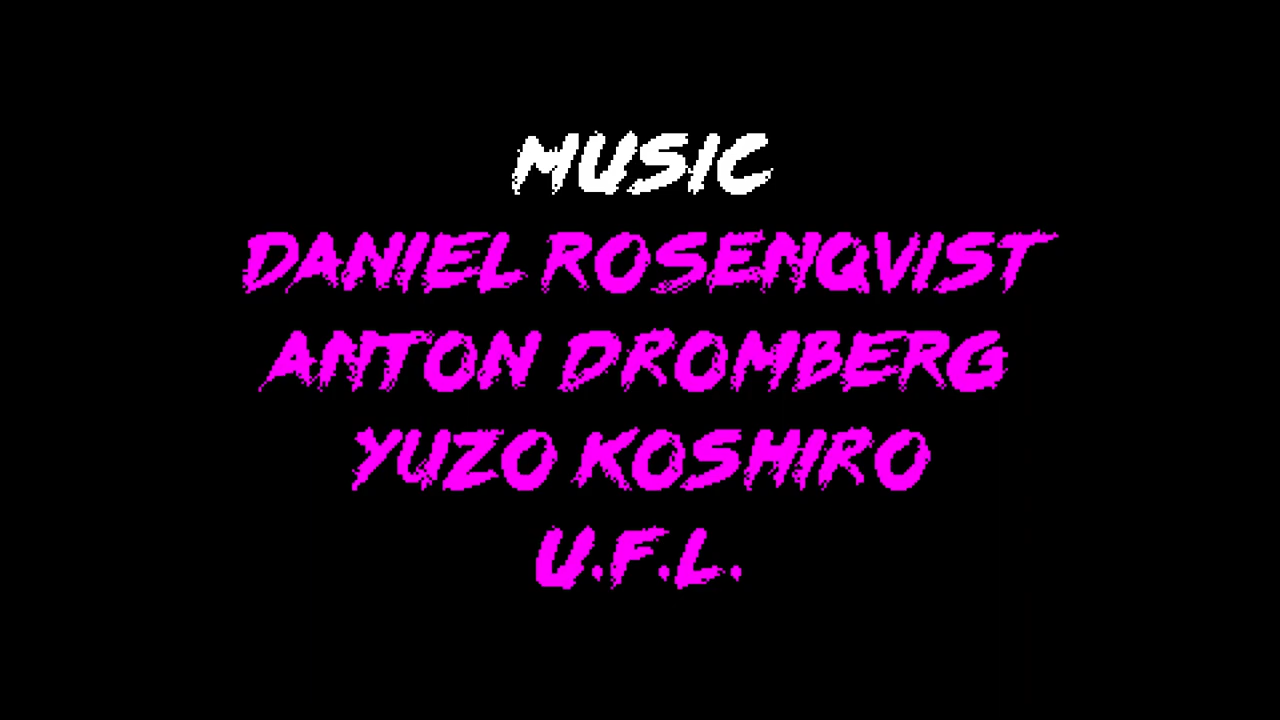 MUSIC
DANIEL ROSENQVIST
ANTON DROMBERG
YUZO KOSHIRO
U.F.L.